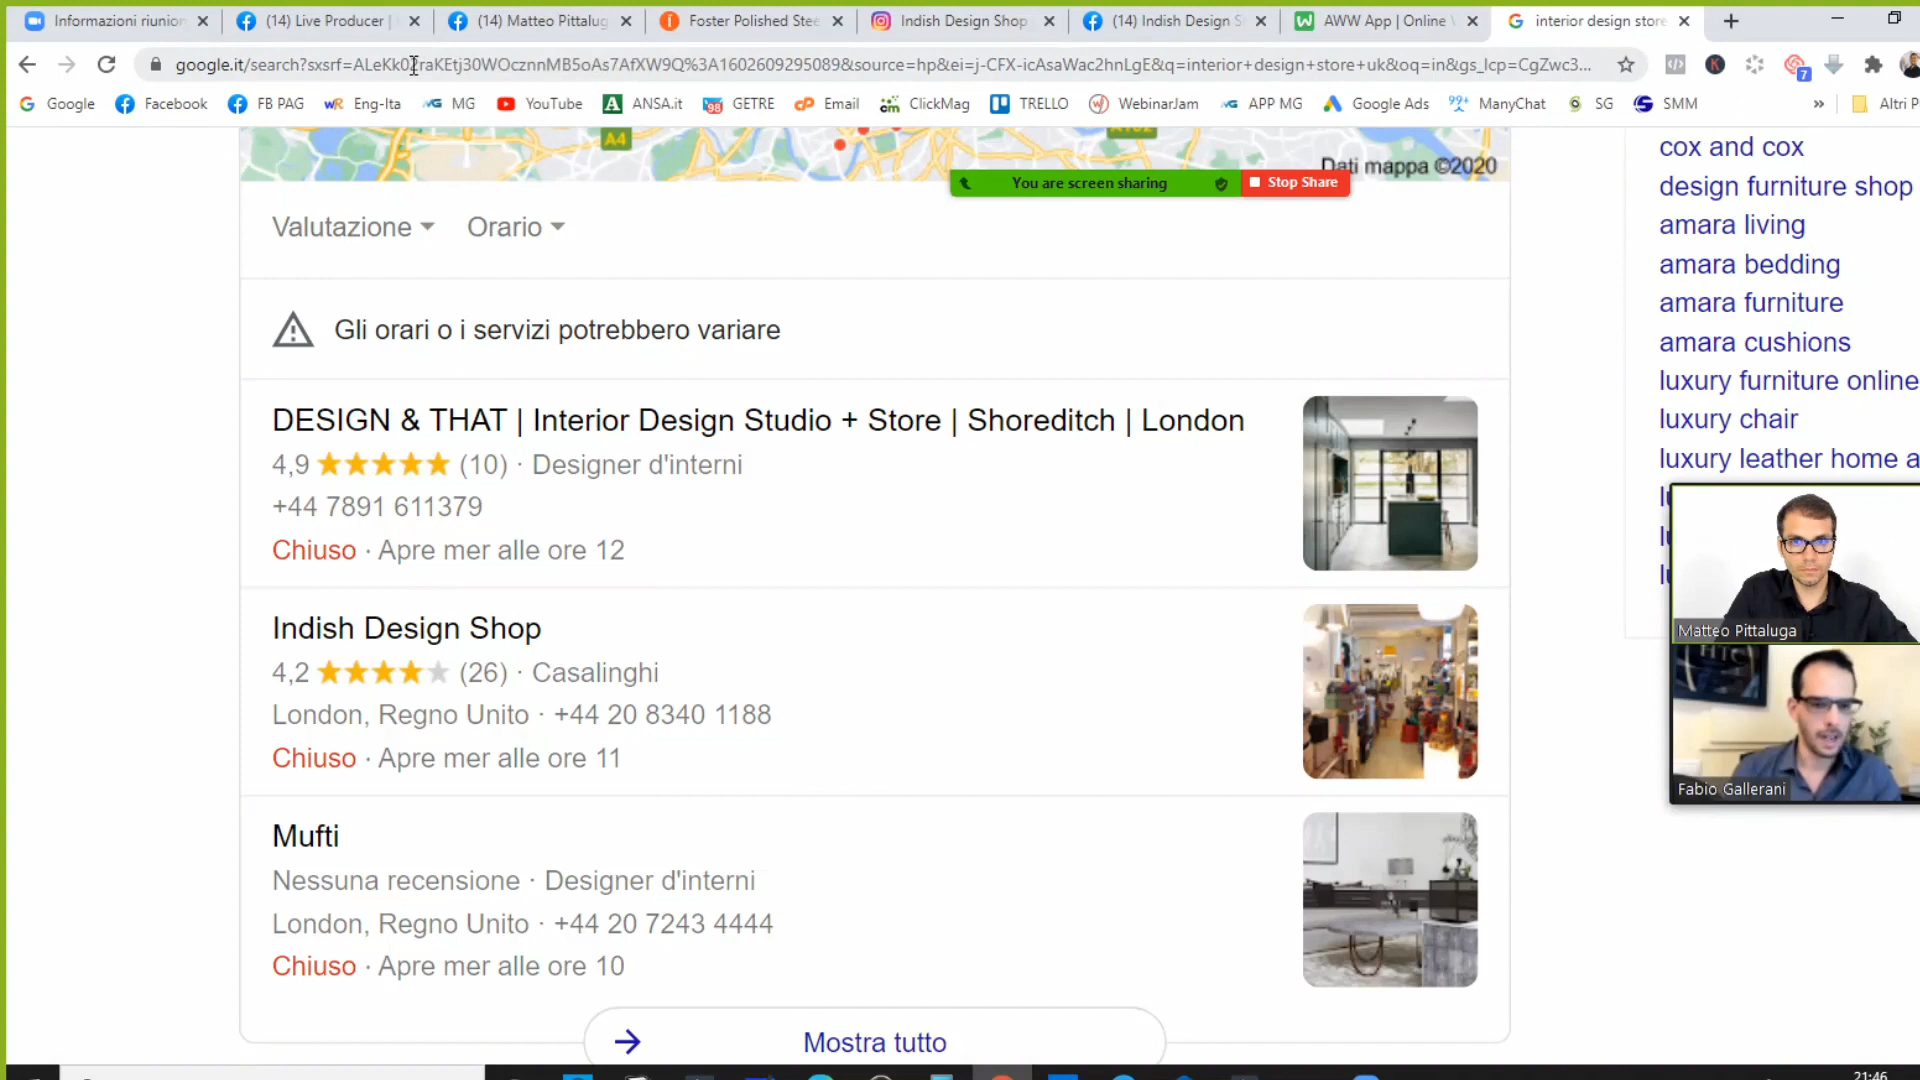 Informazioni riunion
(14) Live Producer |
(14) Matteo Pittalug
Foster Polished Stee
Indish Design Shop
(14) Indish Design S
AWW App | Online
interior design store
google.it/search?sxsrf=ALeKk0
raKEtj30WOcznnMB5oAs7AfXW9Q%3A1602609295089&source=hp&ei=j-CFX-icAsaWac2hnLgE&q=interior+design+store+uk&oq=in&gs_lcp=CgZwc3...
7
Google
Facebook
FB PAG
Eng-Ita
MG
YouTube
ANSA.it
GETRE
Email
ClickMag
TRELLO
WebinarJam
APP MG
Google Ads
ManyChat
SG
SMM
»
Altri P
A4
Dati mappa ©2020
You are screen sharing
Stop Share
Valutazione
Orario
Gli orari o i servizi potrebbero variare
DESIGN & THAT | Interior Design Studio + Store | Shoreditch | London
4,9 (10) · Designer d'interni
+44 7891 611379
Chiuso · Apre mer alle ore 12
Indish Design Shop
4,2 (26) · Casalinghi
London, Regno Unito · +44 20 8340 1188
Chiuso · Apre mer alle ore 11
Mufti
Nessuna recensione · Designer d'interni
London, Regno Unito · +44 20 7243 4444
Chiuso · Apre mer alle ore 10
Mostra tutto
cox and cox
design furniture shop
amara living
amara bedding
amara furniture
amara cushions
luxury furniture online
luxury chair
luxury leather home a
Matteo Pittaluga
Fabio Gallerani
21:46